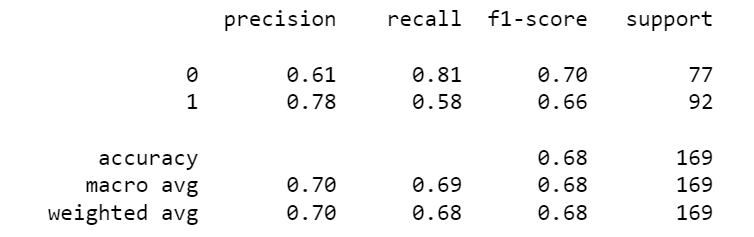 precision recall f1-score support
0 0.61 0.81 0.70 77
1 0.78 0.58 0.66 92
accuracy 0.68 169
macro avg 0.70 0.69 0.68 169
weighted avg 0.70 0.68 0.68 169